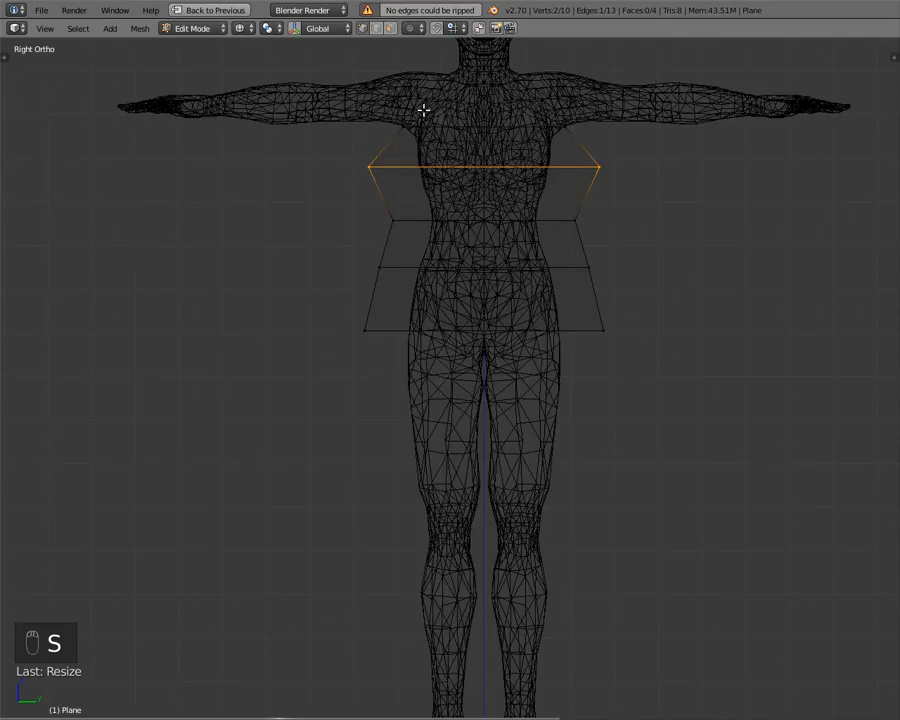 File Render Window Help Back to Previous Blender Render No edges could be ripped v2.70 | Verts:2/10 | Edges:1/13 | Faces:0/4 | Tris:8 | Mem:43.51M | Plane
View Select Add Mesh Edit Mode Global
Right Ortho
S
Last: Resize
y
(1) Plane